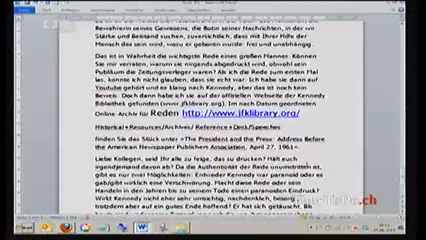 Bewahrerin seines Gewissens, die Botin seiner Nachrichten, in der wir
Stärke und Beistand suchen, zuversichtlich, dass mit Ihrer Hilfe der
Mensch das sein wird, wozu er geboren wurde: frei und unabhängig.
Das ist in Wahrheit die wichtigste Rede eines großen Mannes. Können
Sie mir verraten, warum sie nirgends abgedruckt wird, obwohl sein
Publikum die Zeitungsverleger waren? Als ich die Rede zum ersten Mal
las, konnte ich nicht glauben, dass sie echt war. Ich habe sie dann auf
Youtube gehört und es klang nach Kennedy, aber das ist noch kein
Beweis. Doch dann habe ich sie auf der offiziellen Webseite der Kennedy
Bibliothek gefunden (www.jfklibrary.org). Im nach Datum geordneten
Online-Archiv für Reden http://www.jfklibrary.org/
Historical+Resources/Archives/ Reference+Desk/Speeches
finden Sie das Stück unter «The President and the Press: Address Before
the American Newspaper Publishers Association, April 27, 1961».
Liebe Kollegen, seid Ihr alle zu feige, das zu drucken? Hält euch
irgendjemand davon ab? Da die Authentizität der Rede unumstritten ist,
gibt es nur zwei Möglichkeiten: Entweder Kennedy war paranoid oder es
gab/gibt wirklich eine Verschwörung. Macht diese Rede oder sein
Handeln in den Jahren bis zu seinem Tode einen paranoiden Eindruck?
Wirkt Kennedy nicht eher sehr umsichtig, nachdenklich, besorgt,
trotzdem aber auf ein gutes Ende hoffend? Er hat sich getäuscht. Bis